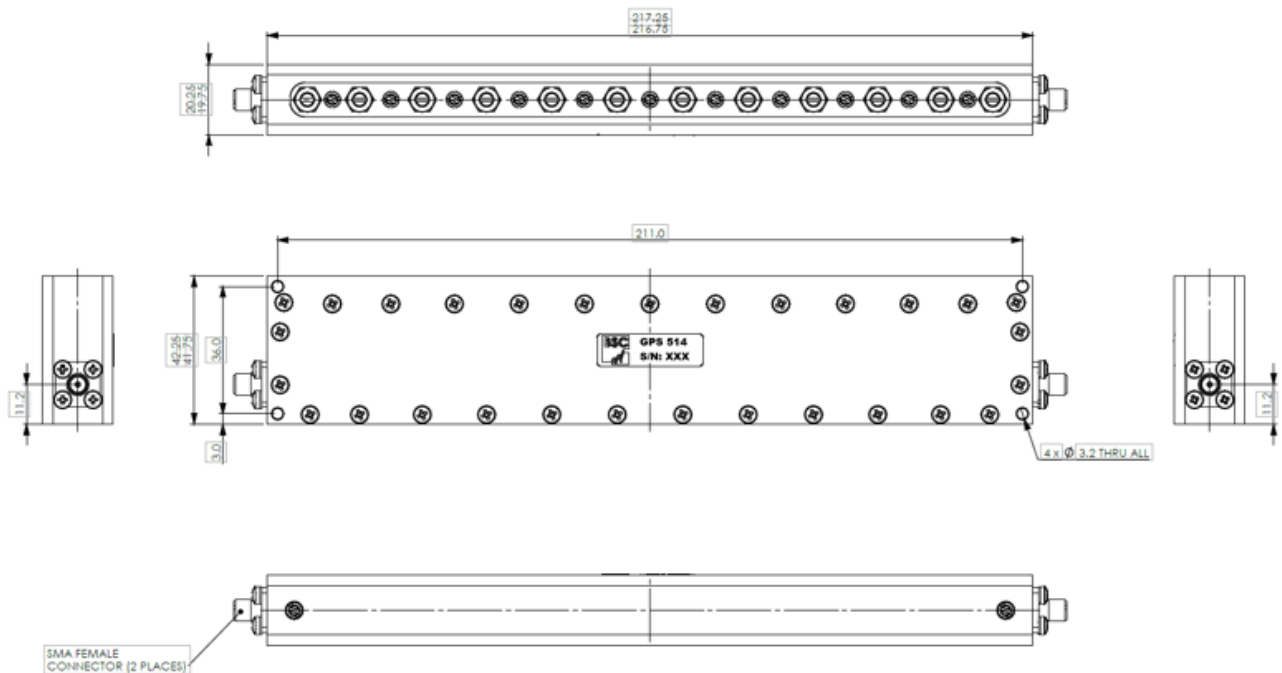 217.25
216.75
20.25
19.75
211.0
42.25
41.75
36.0
GPS 514
S/N: XXX
11.2
11.2
3.0
4 x Ø 3.2 THRU ALL
SMA FEMALE
CONNECTOR (2 PLACES)